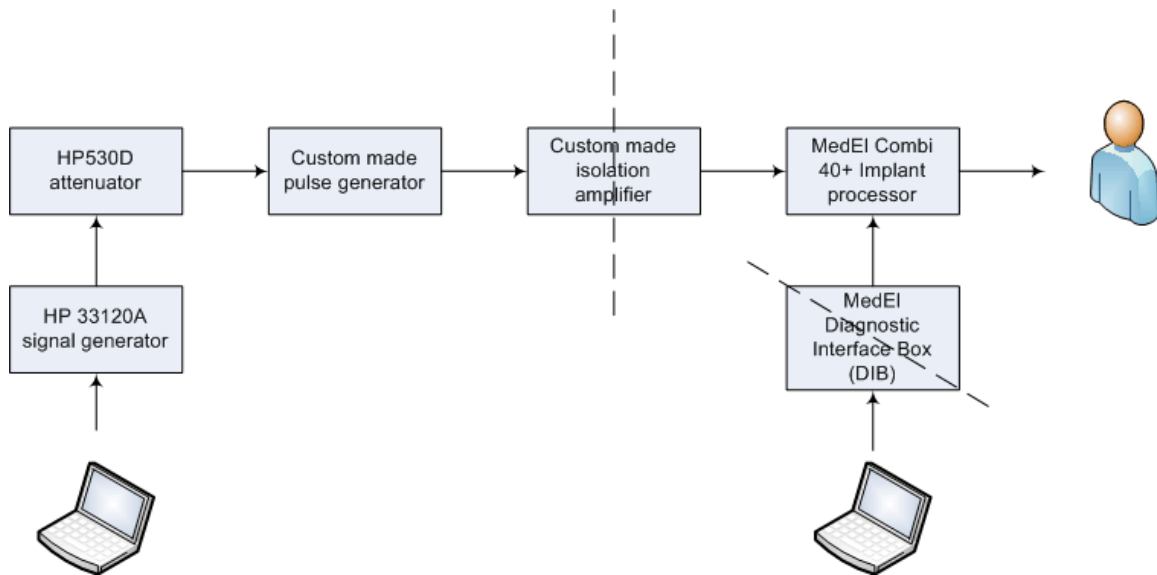 HP530D
attenuator
Custom made
pulse generator
Custom made
isolation
amplifier
MedEl Combi
40+ Implant
processor
HP 33120A
signal generator
MedEl
Diagnostic
Interface Box
(DIB)